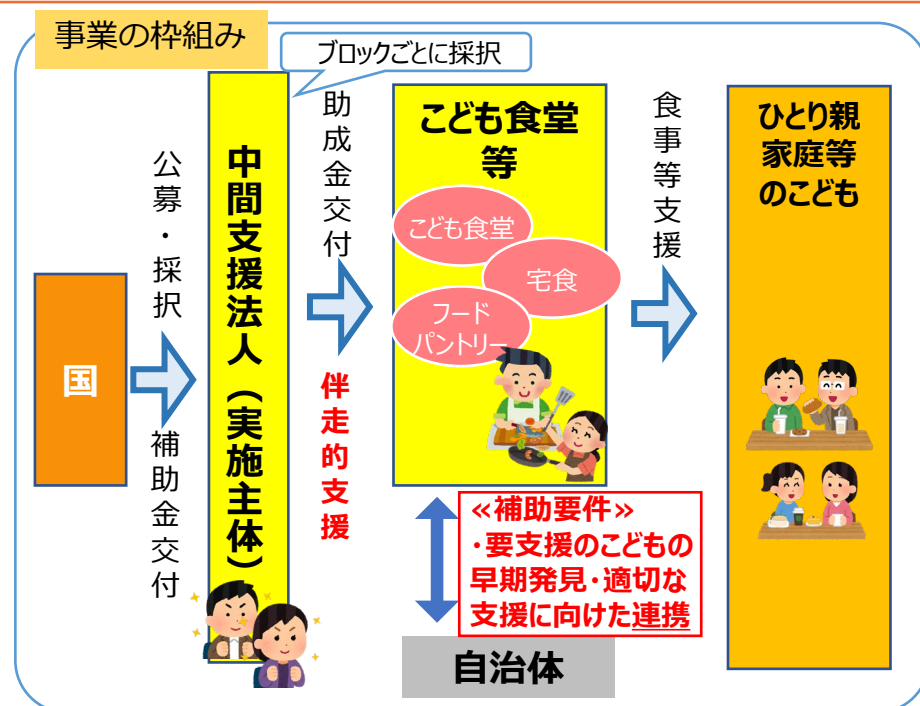 事業の枠組み
ブロックごとに採択
国
公募・採択
補助金交付
中間支援法人（実施主体）
助成金交付
伴走的支援
こども食堂
等
こども食堂
宅食
フード
パントリー
食事等支援
ひとり親
家庭等
のこども
≪補助要件≫
・要支援のこどもの
早期発見・適切な
支援に向けた連携
自治体